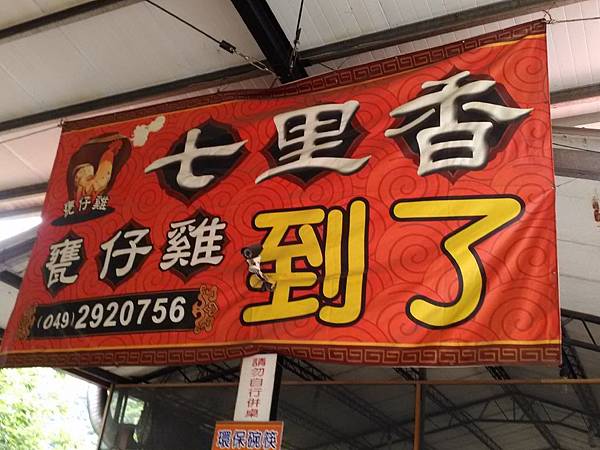 七里香
甕仔雞
甕仔雞
到了
(049)2920756
請勿自行併桌
環保碗筷